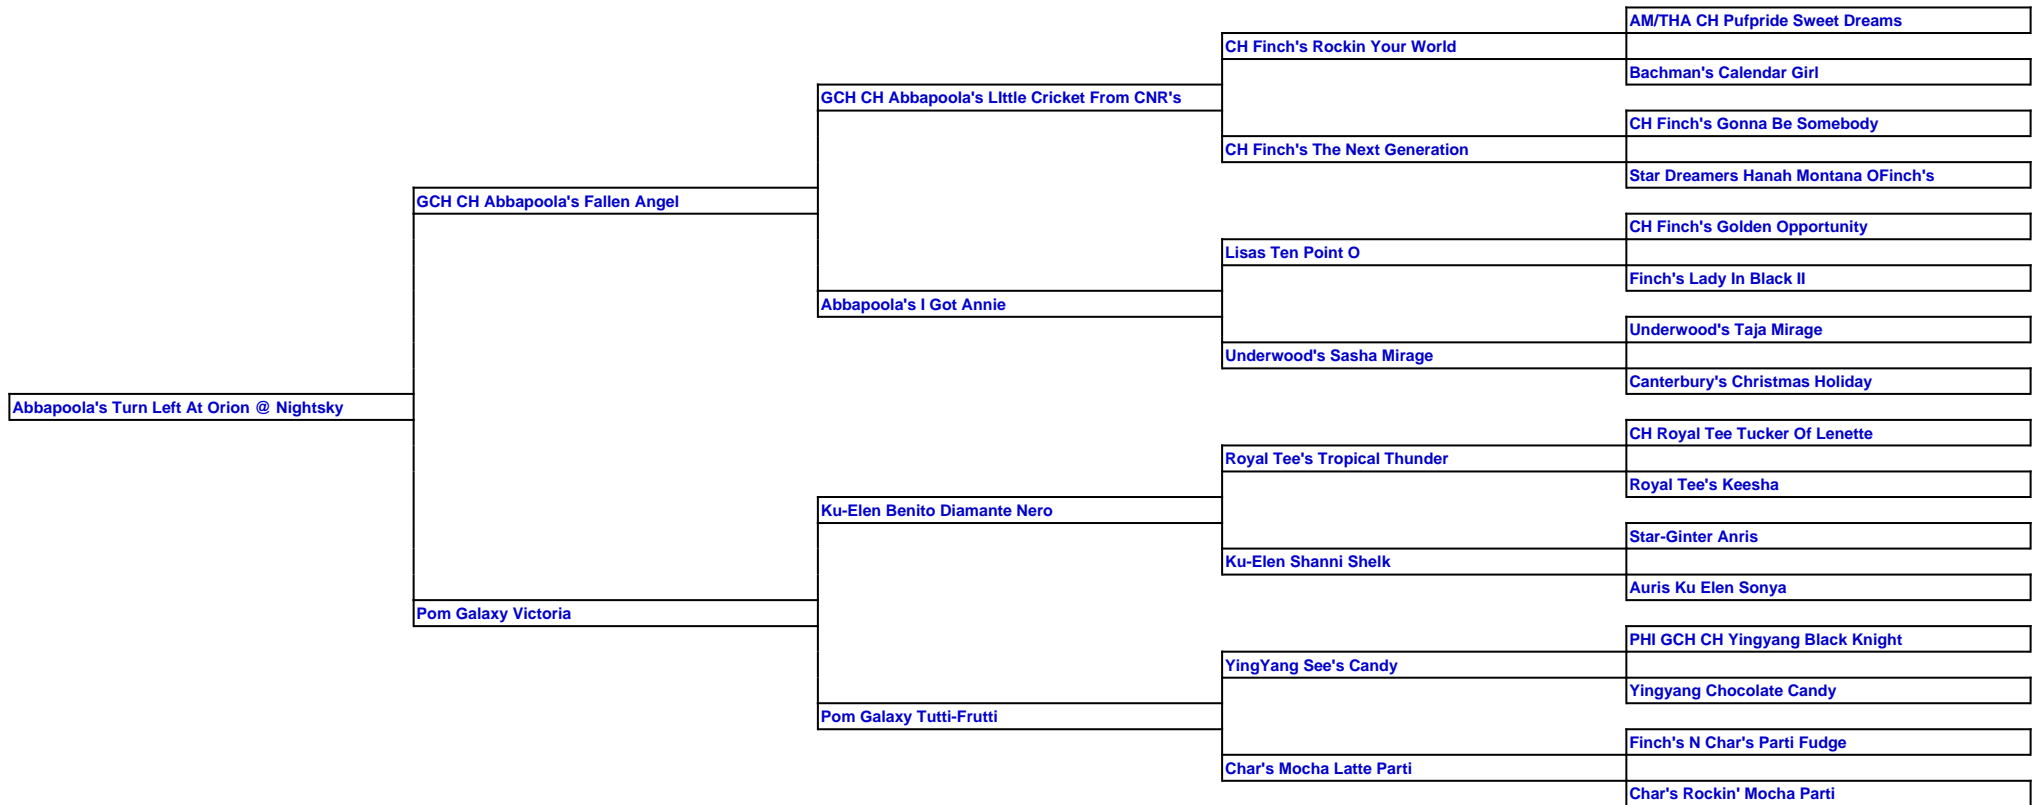 AM/THA CH Pufpride Sweet Dreams
CH Finch's Rockin Your World
Bachman's Calendar Girl
GCH CH Abbapoola's LIttle Cricket From CNR's
CH Finch's Gonna Be Somebody
CH Finch's The Next Generation
Star Dreamers Hanah Montana OFinch's
GCH CH Abbapoola's Fallen Angel
CH Finch's Golden Opportunity
Lisas Ten Point O
Finch's Lady In Black II
Abbapoola's I Got Annie
Underwood's Taja Mirage
Underwood's Sasha Mirage
Canterbury's Christmas Holiday
Abbapoola's Turn Left At Orion @ Nightsky
CH Royal Tee Tucker Of Lenette
Royal Tee's Tropical Thunder
Royal Tee's Keesha
Ku-Elen Benito Diamante Nero
Star-Ginter Anris
Ku-Elen Shanni Shelk
Auris Ku Elen Sonya
Pom Galaxy Victoria
PHI GCH CH Yingyang Black Knight
YingYang See's Candy
Yingyang Chocolate Candy
Pom Galaxy Tutti-Frutti
Finch's N Char's Parti Fudge
Char's Mocha Latte Parti
Char's Rockin' Mocha Parti